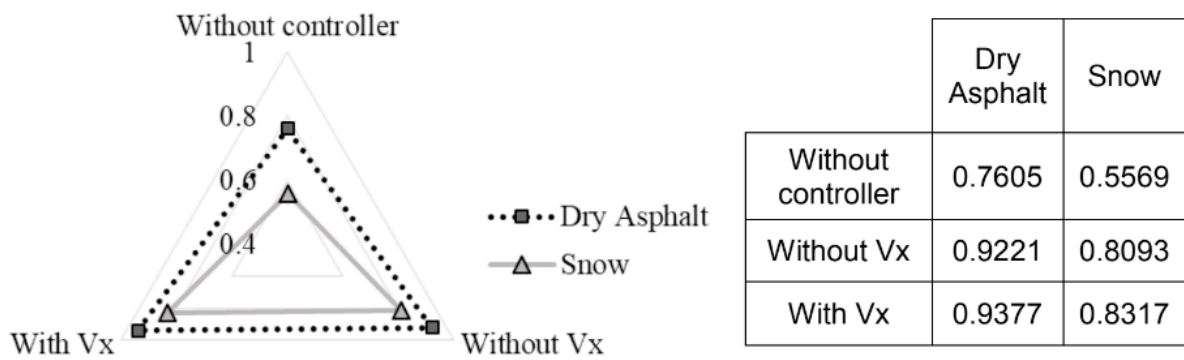 Without controller
1
0.8
0.6
0.4
With Vx
Without Vx
Dry Asphalt
Snow
Dry
Asphalt
Snow
Without
controller
0.7605
0.5569
Without Vx
0.9221
0.8093
With Vx
0.9377
0.8317